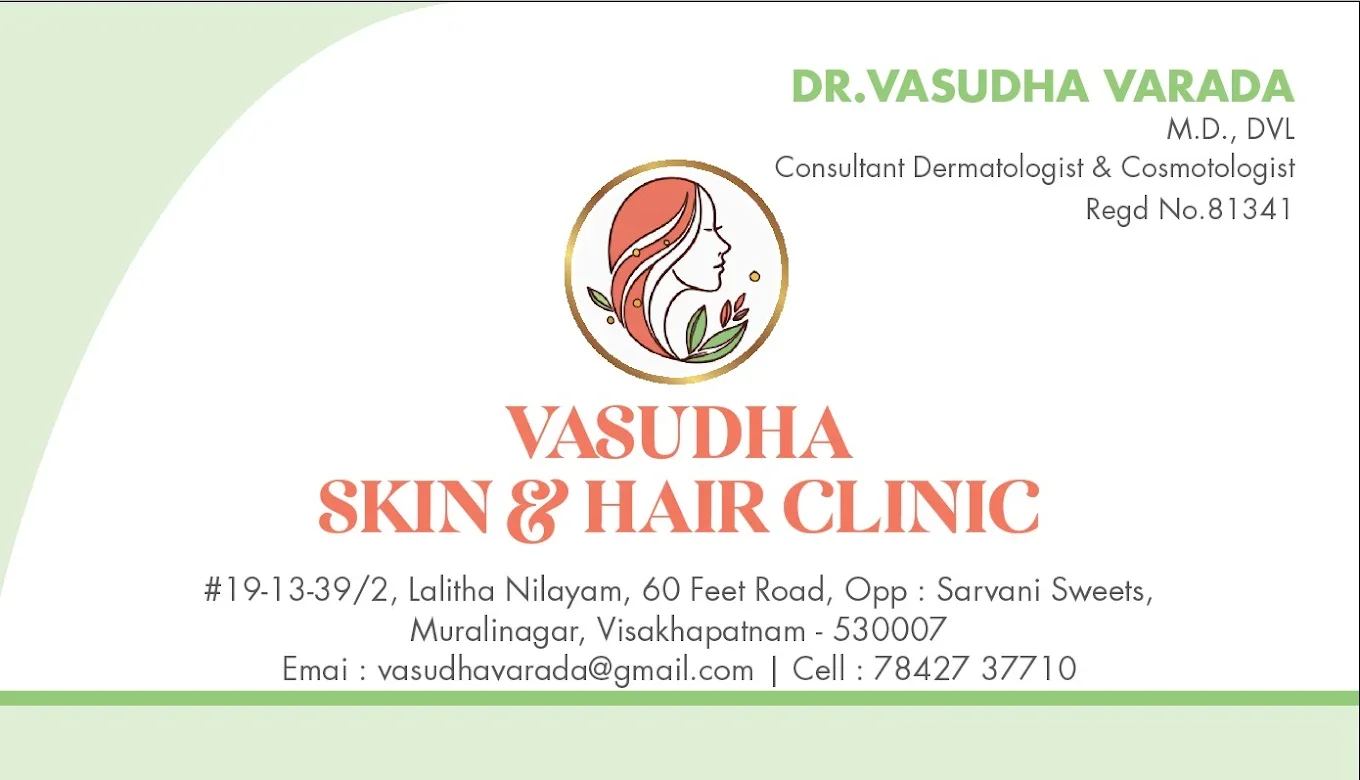 DR.VASUDHA VARADA
M.D., DVL
Consultant Dermatologist & Cosmotologist
Regd No.81341
VASUDHA
SKIN & HAIR CLINIC
#19-13-39/2, Lalitha Nilayam, 60 Feet Road, Opp : Sarvani Sweets,
Muralinagar, Visakhapatnam - 530007
Emai : vasudhavarada@gmail.com | Cell : 78427 37710